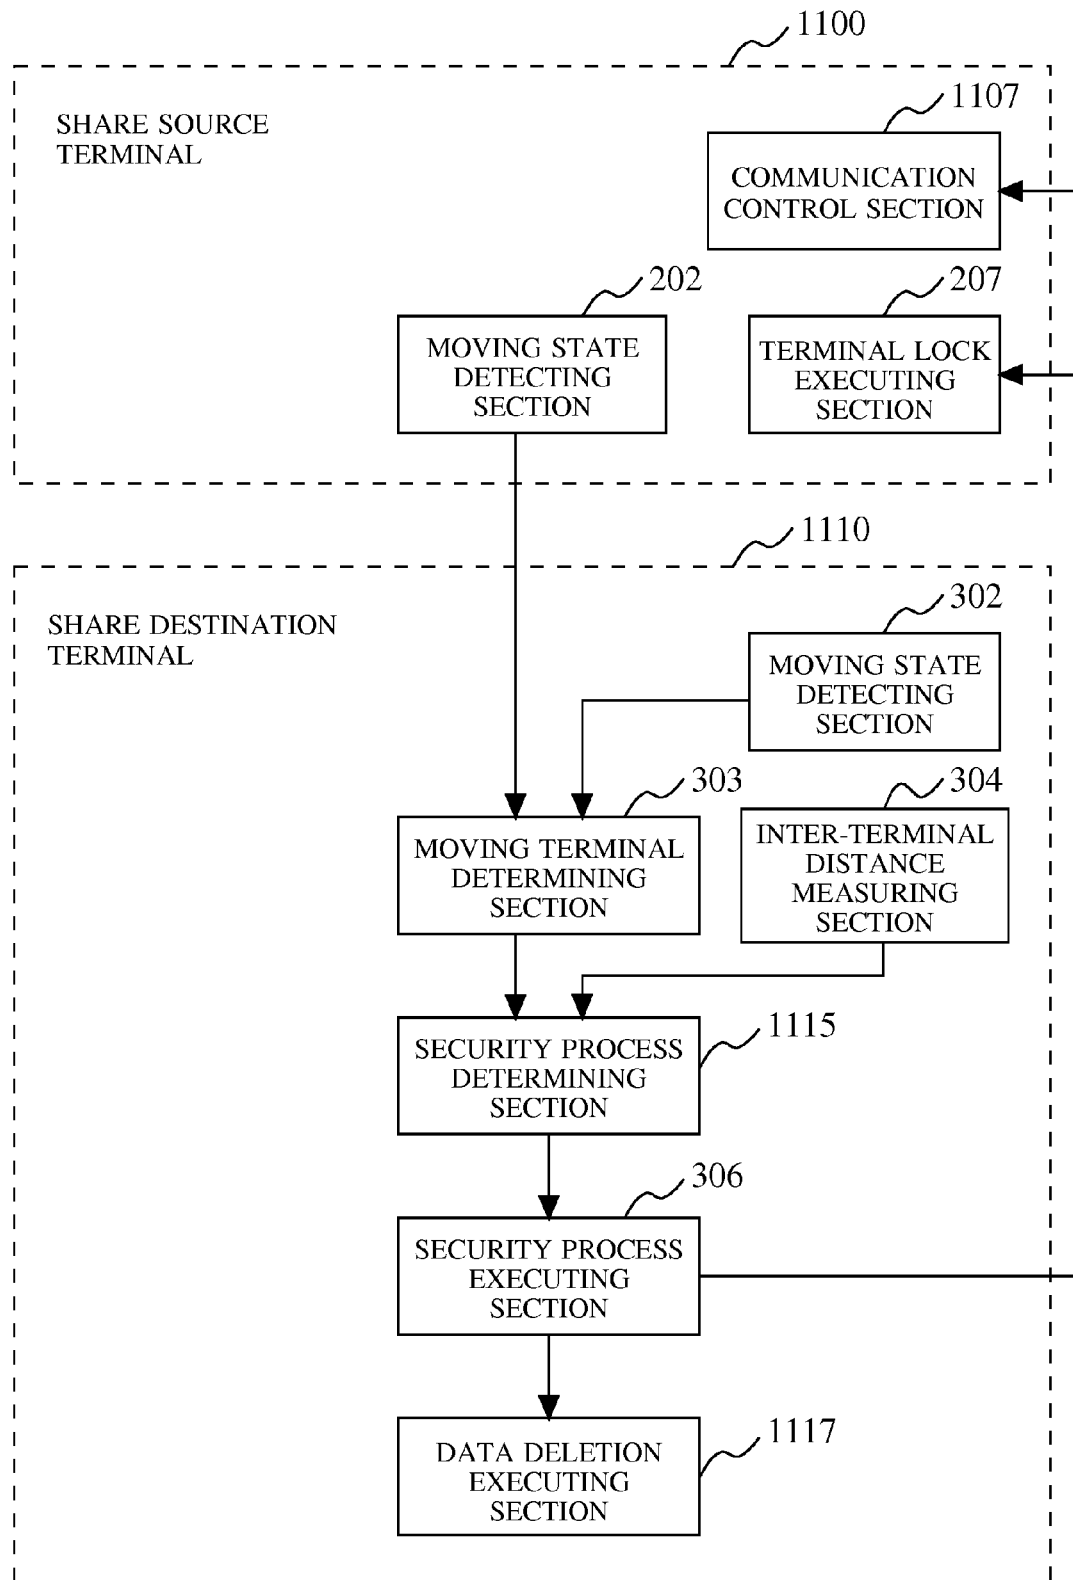 1100
SHARE SOURCE
TERMINAL
1107
COMMUNICATION
CONTROL SECTION
202
MOVING STATE
DETECTING
SECTION
207
TERMINAL LOCK
EXECUTING
SECTION
1110
SHARE DESTINATION
TERMINAL
302
MOVING STATE
DETECTING
SECTION
303
MOVING TERMINAL
DETERMINING
SECTION
304
INTER-TERMINAL
DISTANCE
MEASURING
SECTION
1115
SECURITY PROCESS
DETERMINING
SECTION
306
SECURITY PROCESS
EXECUTING
SECTION
1117
DATA DELETION
EXECUTING
SECTION